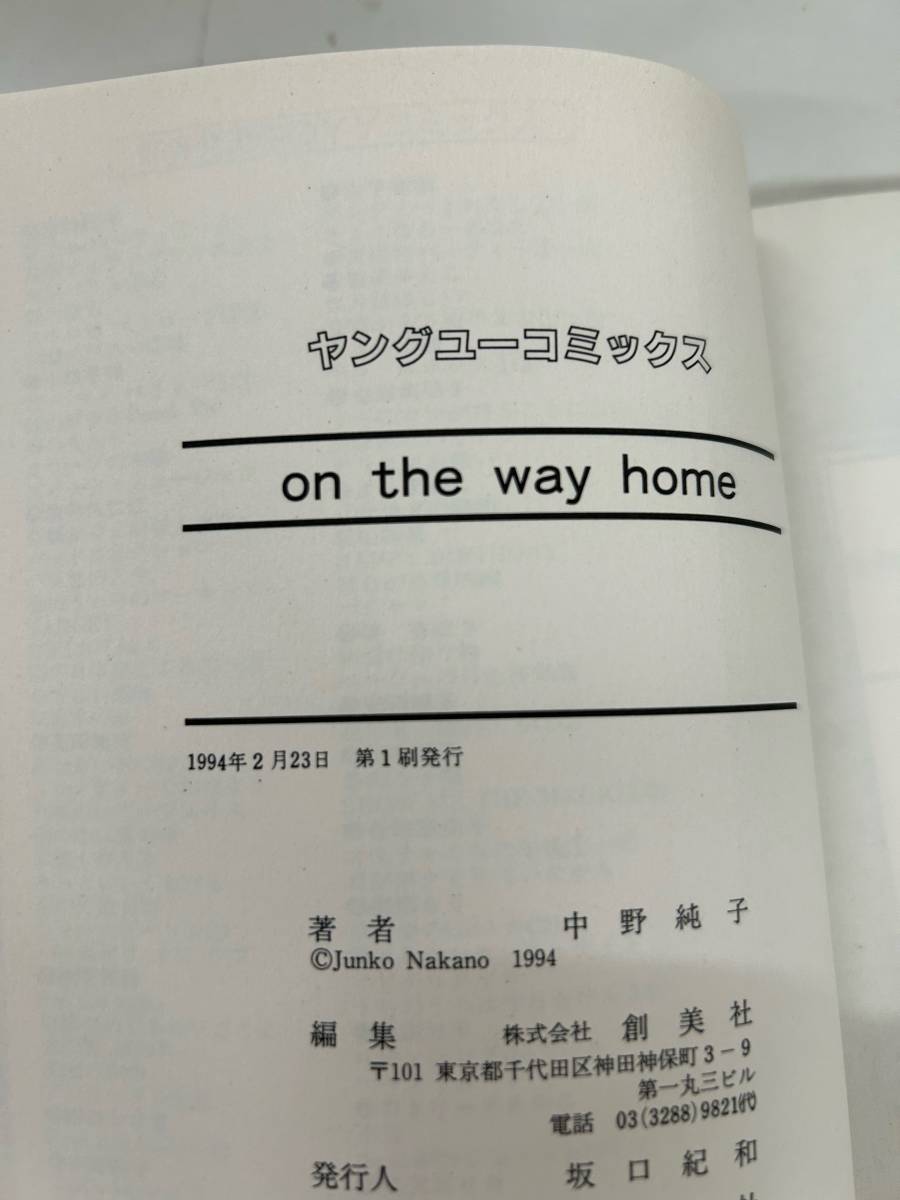 ヤングユーコミックス
on the way home
1994年2月23日 第1刷発行
著者 中野純子
©Junko Nakano 1994
編集 株式会社 創美社
〒101 東京都千代田区神田神保町3-9
第一丸三ビル
電話 03(3288)9821㈹
発行人 坂口紀和